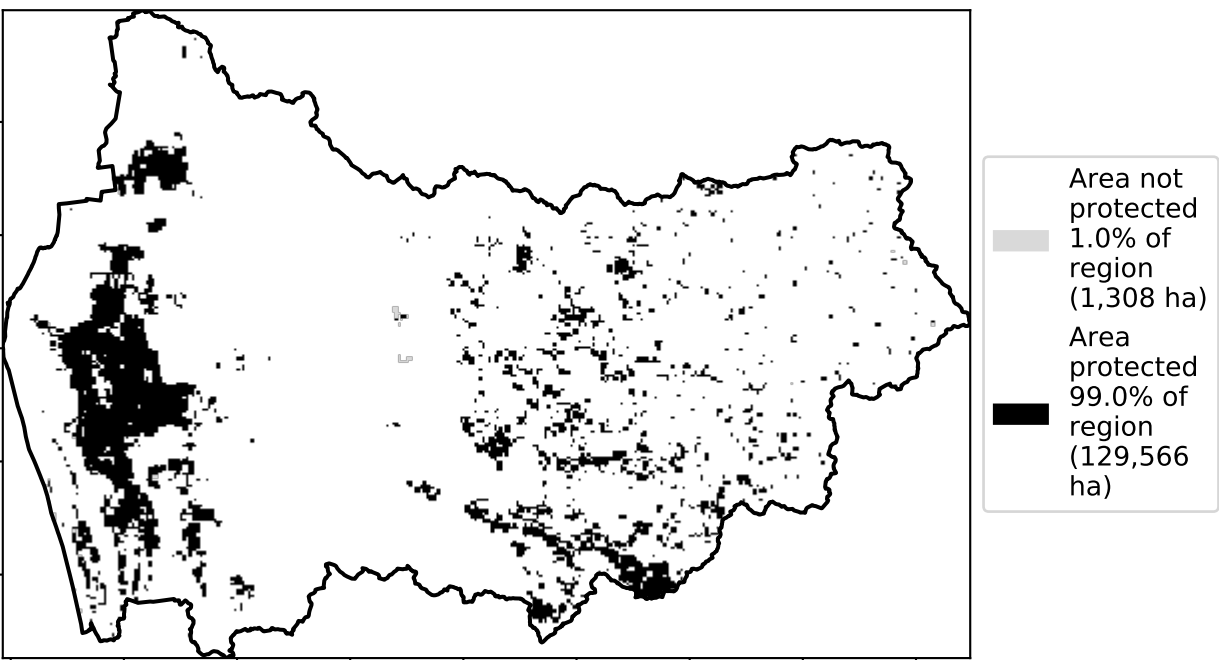 Area not
protected
1.0% of
region
(1,308 ha)
Area
protected
99.0% of
region
(129,566
ha)